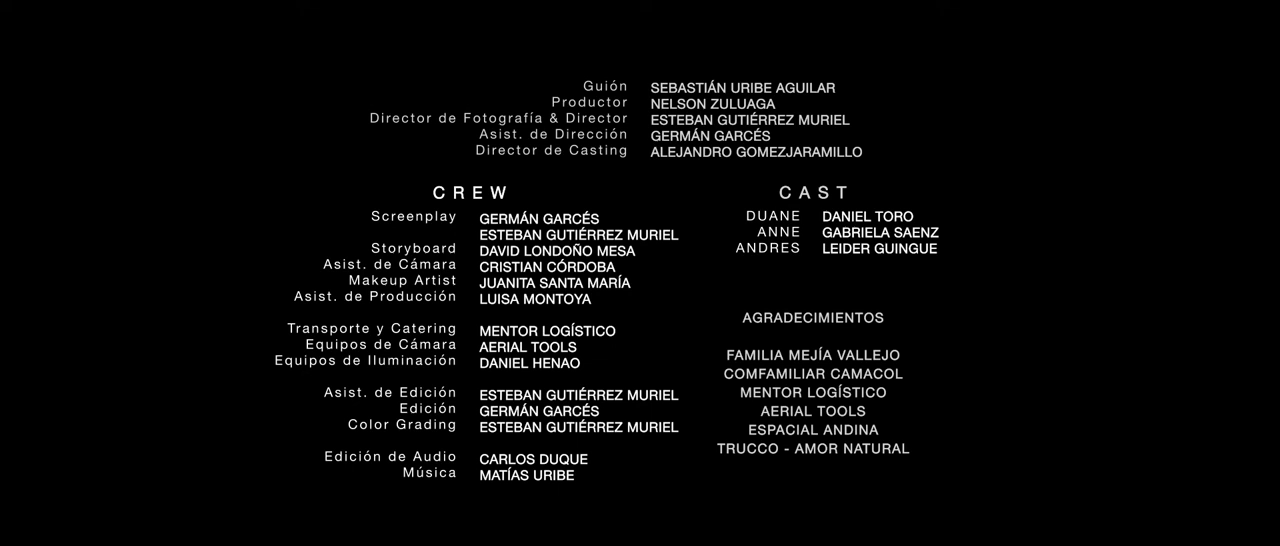 Guión SEBASTIÁN URIBE AGUILAR
Productor NELSON ZULUAGA
Director de Fotografía & Director ESTEBAN GUTIÉRREZ MURIEL
Asist. de Dirección GERMÁN GARCÉS
Director de Casting ALEJANDRO GOMEZJARAMILLO
CREW
Screenplay GERMÁN GARCÉS
ESTEBAN GUTIÉRREZ MURIEL
Storyboard DAVID LONDOÑO MESA
Asist. de Cámara CRISTIAN CÓRDOBA
Makeup Artist JUANITA SANTA MARÍA
Asist. de Producción LUISA MONTOYA
Transporte y Catering MENTOR LOGÍSTICO
Equipos de Cámara AERIAL TOOLS
Equipos de Iluminación DANIEL HENAO
Asist. de Edición ESTEBAN GUTIÉRREZ MURIEL
Edición GERMÁN GARCÉS
Color Grading ESTEBAN GUTIÉRREZ MURIEL
Edición de Audio CARLOS DUQUE
Música MATÍAS URIBE
CAST
DUANE DANIEL TORO
ANNE GABRIELA SAENZ
ANDRES LEIDER GUINGUE
AGRADECIMIENTOS
FAMILIA MEJÍA VALLEJO
COMFAMILIAR CAMACOL
MENTOR LOGÍSTICO
AERIAL TOOLS
ESPACIAL ANDINA
TRUCCO - AMOR NATURAL